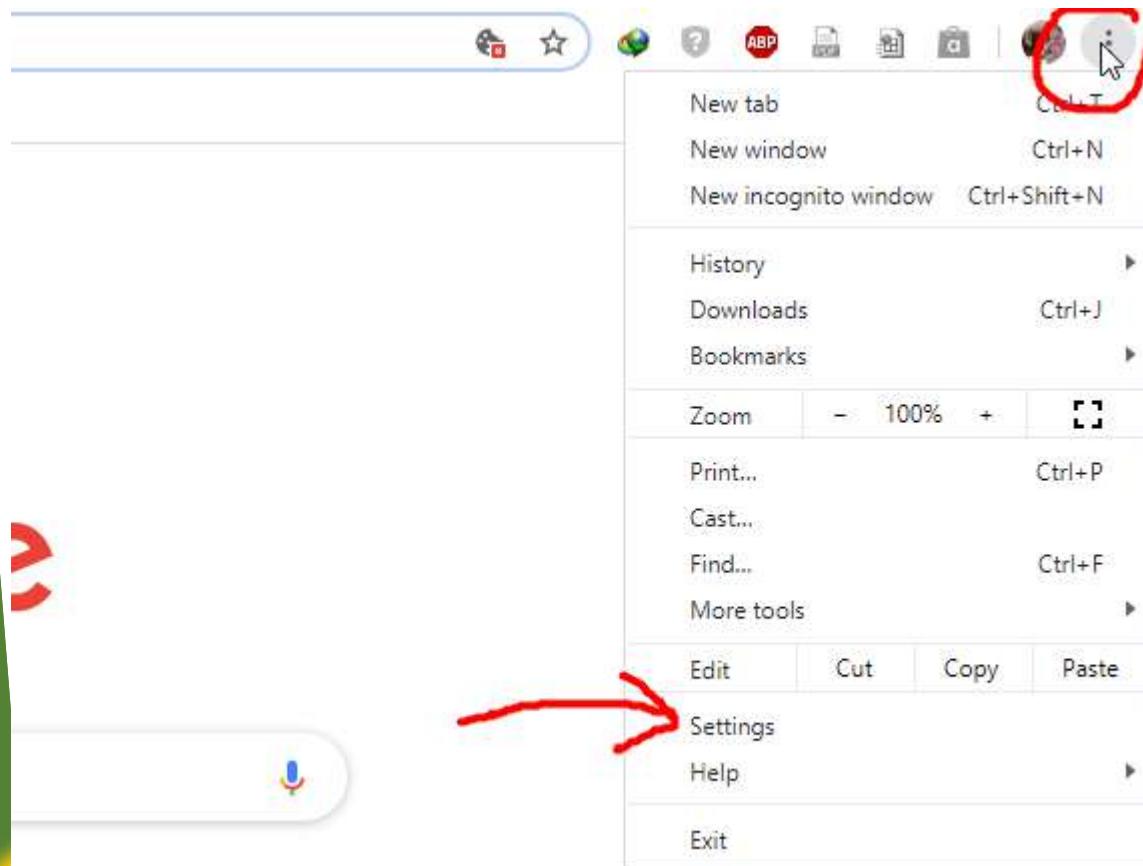 ABP
New tab Ctrl+T
New window Ctrl+N
New incognito window Ctrl+Shift+N
History
Downloads Ctrl+J
Bookmarks
Zoom - 100% +
Print... Ctrl+P
Cast...
Find... Ctrl+F
More tools
e
Edit Cut Copy Paste
Settings
Help
Exit